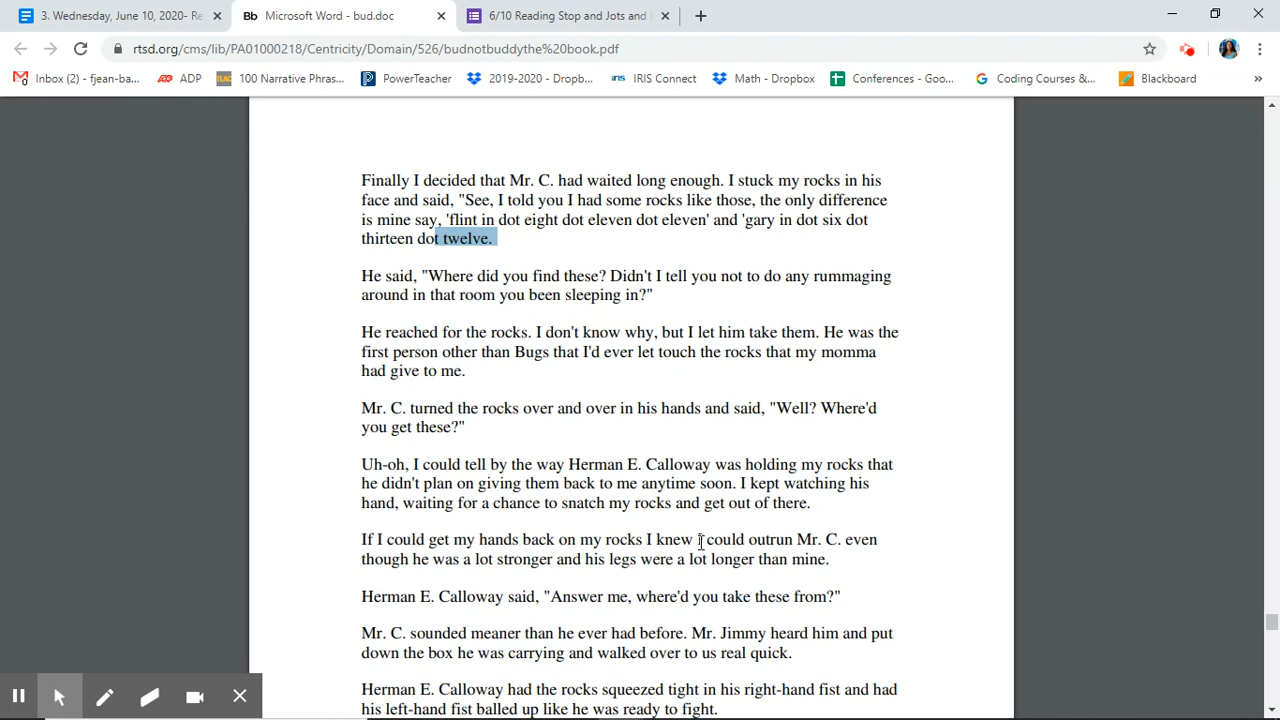 3. Wednesday, June 10, 2020- Re
Bb Microsoft Word - bud.doc
6/10 Reading Stop and Jots and
rtsd.org/cms/lib/PA01000218/Centricity/Domain/526/budnotbuddythe%20book.pdf
Inbox (2) - fjean-ba...
ADP
100 Narrative Phras...
PowerTeacher
2019-2020 - Dropb...
iris IRIS Connect
Math - Dropbox
Conferences - Goo...
Coding Courses &...
Blackboard
»
Finally I decided that Mr. C. had waited long enough. I stuck my rocks in his
face and said, "See, I told you I had some rocks like those, the only difference
is mine say, 'flint in dot eight dot eleven dot eleven' and 'gary in dot six dot
thirteen dot twelve.
He said, "Where did you find these? Didn't I tell you not to do any rummaging
around in that room you been sleeping in?"
He reached for the rocks. I don't know why, but I let him take them. He was the
first person other than Bugs that I'd ever let touch the rocks that my momma
had give to me.
Mr. C. turned the rocks over and over in his hands and said, "Well? Where'd
you get these?"
Uh-oh, I could tell by the way Herman E. Calloway was holding my rocks that
he didn't plan on giving them back to me anytime soon. I kept watching his
hand, waiting for a chance to snatch my rocks and get out of there.
If I could get my hands back on my rocks I knew I could outrun Mr. C. even
though he was a lot stronger and his legs were a lot longer than mine.
Herman E. Calloway said, "Answer me, where'd you take these from?"
Mr. C. sounded meaner than he ever had before. Mr. Jimmy heard him and put
down the box he was carrying and walked over to us real quick.
Herman E. Calloway had the rocks squeezed tight in his right-hand fist and had
his left-hand fist balled up like he was ready to fight.